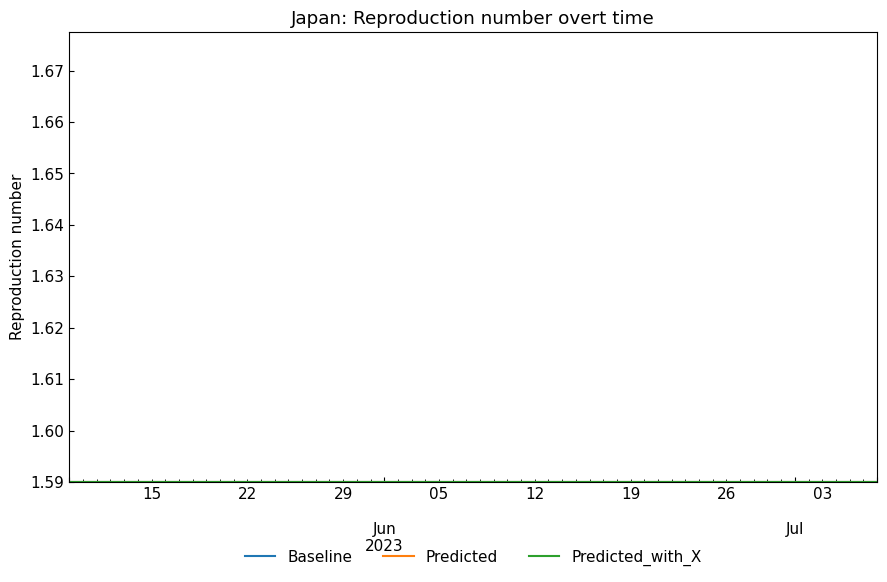 Japan: Reproduction number overt time
Reproduction number
1.67
1.66
1.65
1.64
1.63
1.62
1.61
1.60
1.59
15 22 29 05 12 19 26 03
Jun Jul
2023
Baseline Predicted Predicted_with_X